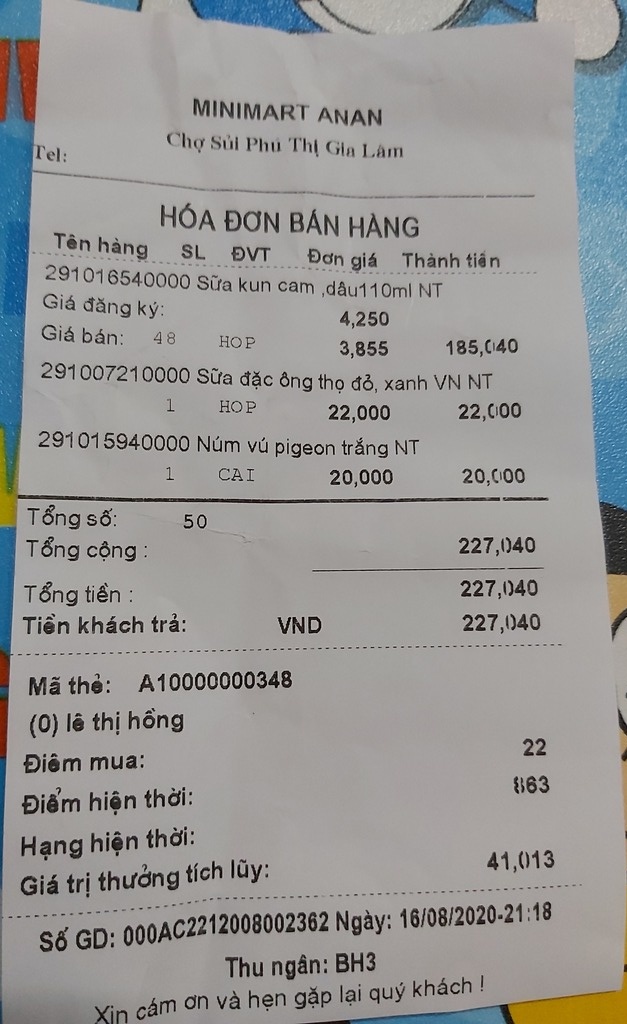 MINIMART ANAN
Chợ Sủi Phú Thị Gia Lâm
Tel:
HÓA ĐƠN BÁN HÀNG
Tên hàng SL ĐVT Đơn giá Thành tiền
291016540000 Sữa kun cam ,dâu110ml NT
Giá đăng ký: 4,250
Giá bán: 48 HOP 3,855 185,040
291007210000 Sữa đặc ông thọ đỏ, xanh VN NT
1 HOP 22,000 22,000
291015940000 Núm vú pigeon trắng NT
1 CAI 20,000 20,000
Tổng số: 50
Tổng cộng : 227,040
Tổng tiền : 227,040
Tiền khách trả: VND 227,040
Mã thẻ: A10000000348
(0) lê thị hồng
Điêm mua: 22
Điểm hiện thời: 863
Hạng hiện thời:
Giá trị thưởng tích lũy: 41,013
Số GD: 000AC2212008002362 Ngày: 16/08/2020-21:18
Thu ngân: BH3
Xin cám ơn và hẹn gặp lại quý khách !